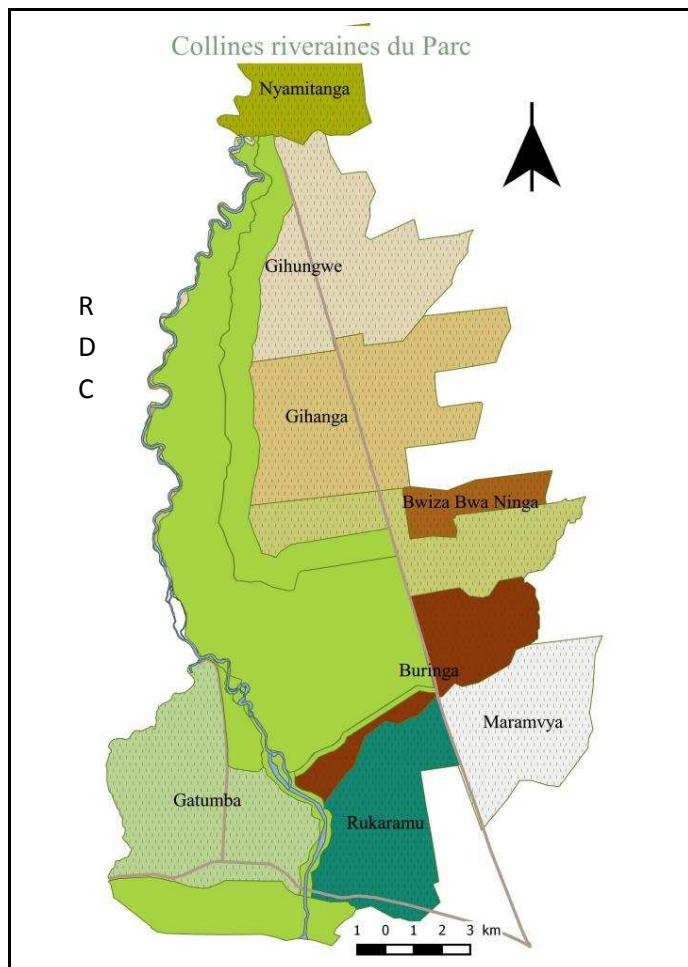 Collines riveraines du Parc
Nyamitanga
Gihungwe
R
D
C
Gihanga
Bwiza Bwa Ninga
Buringa
Maramvya
Gatumba
Rukaramu
1 0 1 2 3 km